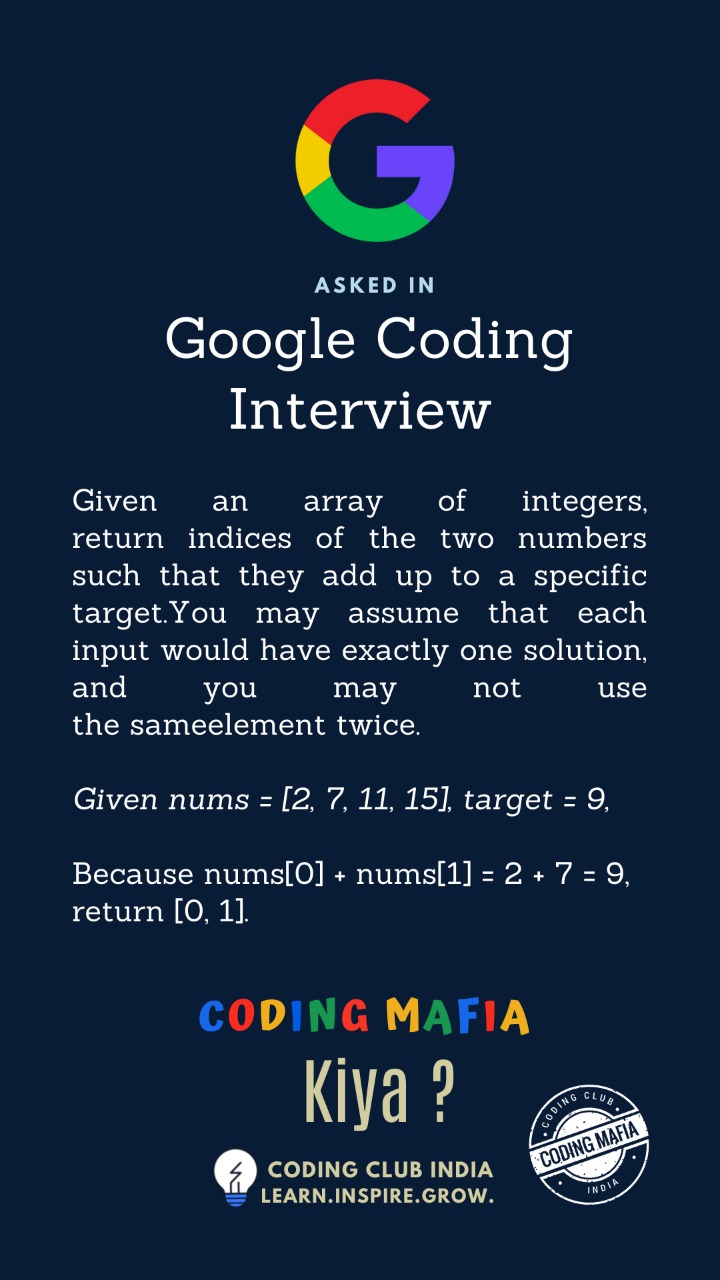 ASKED IN
Google Coding
Interview
Given an array of integers,
return indices of the two numbers
such that they add up to a specific
target.You may assume that each
input would have exactly one solution,
and you may not use
the sameelement twice.
Given nums = [2, 7, 11, 15], target = 9,
Because nums[0] + nums[1] = 2 + 7 = 9,
return [0, 1].
CODING MAFIA
Kiya ?
CODING CLUB INDIA
LEARN.INSPIRE.GROW.
CODING CLUB
CODING MAFIA
INDIA